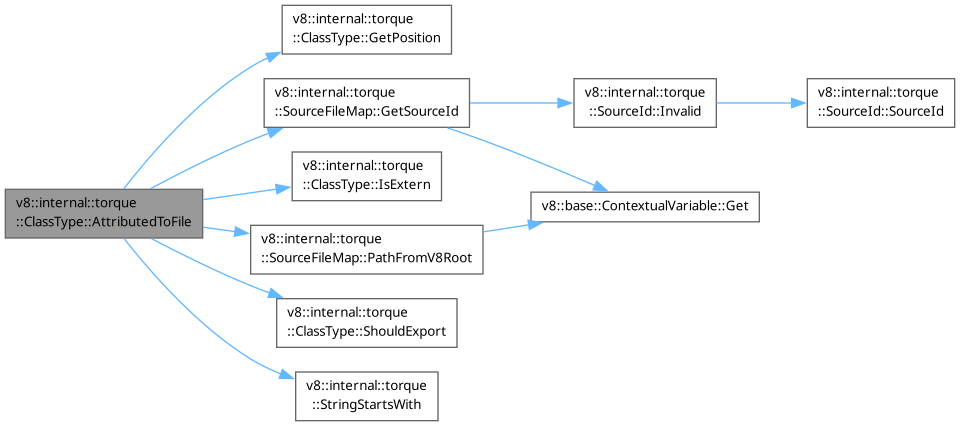 v8::internal::torque
::ClassType::AttributedToFile
v8::internal::torque
::ClassType::GetPosition
v8::internal::torque
::SourceFileMap::GetSourceId
v8::internal::torque
::ClassType::IsExtern
v8::internal::torque
::SourceFileMap::PathFromV8Root
v8::internal::torque
::ClassType::ShouldExport
v8::internal::torque
::StringStartsWith
v8::internal::torque
::SourceId::Invalid
v8::base::ContextualVariable::Get
v8::internal::torque
::SourceId::SourceId